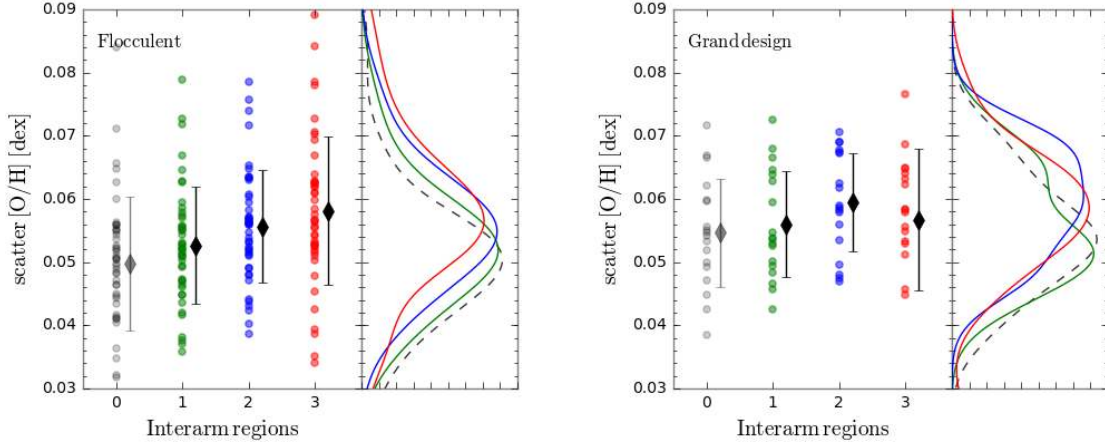 Flocculent
scatter [O/H] [dex]
0.09
0.08
0.07
0.06
0.05
0.04
0.03
0 1 2 3
Interarm regions
Grand design
scatter [O/H] [dex]
0.09
0.08
0.07
0.06
0.05
0.04
0.03
0 1 2 3
Interarm regions